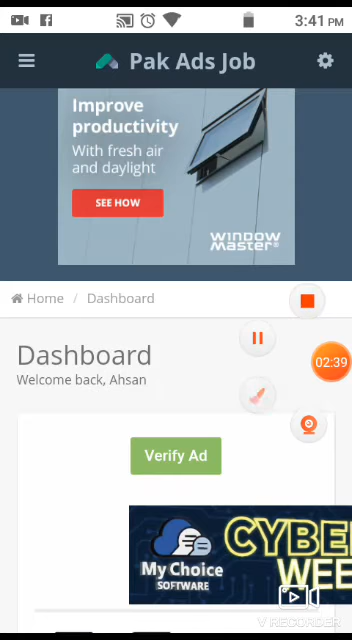 3:41 PM
Pak Ads Job
Improve
productivity
With fresh air
and daylight
SEE HOW
WINDOW
MASTER®
Home / Dashboard
Dashboard
Welcome back, Ahsan
02:39
Verify Ad
CYBE
WEE
My Choice
SOFTWARE
V RECORDER